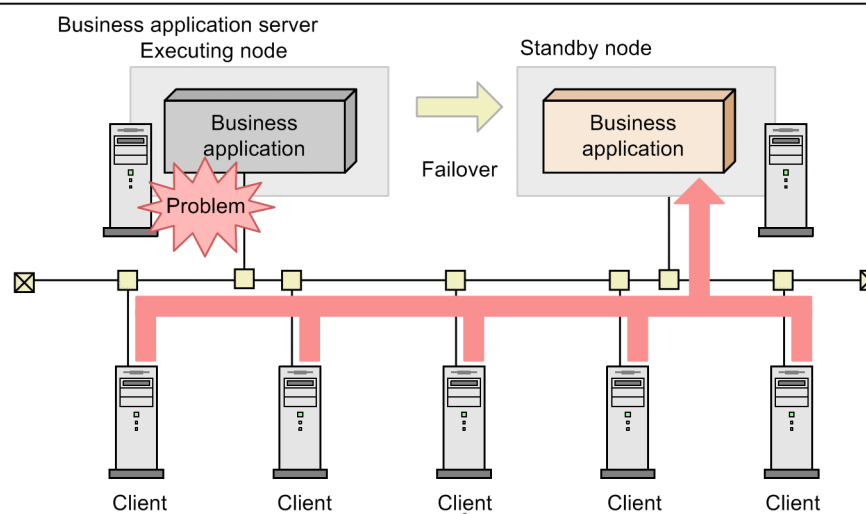 Business application server
Executing node
Standby node
Business
application
Business
application
Failover
Problem
Client
Client
Client
Client
Client